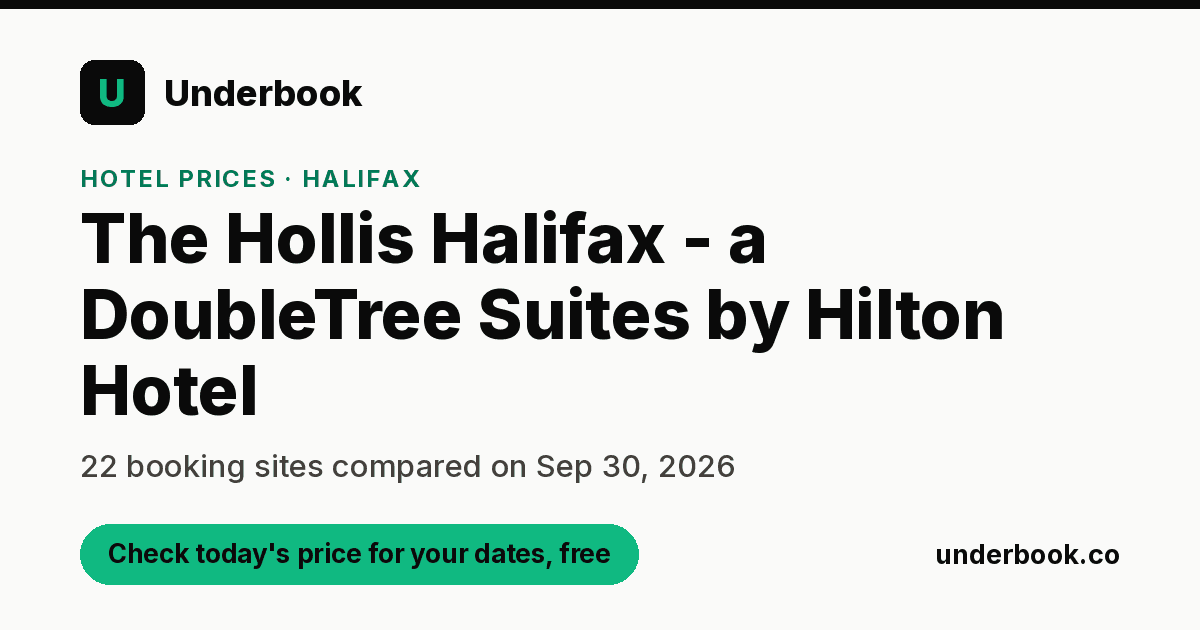 U Underbook
HOTEL PRICES · HALIFAX
The Hollis Halifax - a
DoubleTree Suites by Hilton
Hotel
22 booking sites compared on Sep 30, 2026
Check today's price for your dates, free
underbook.co